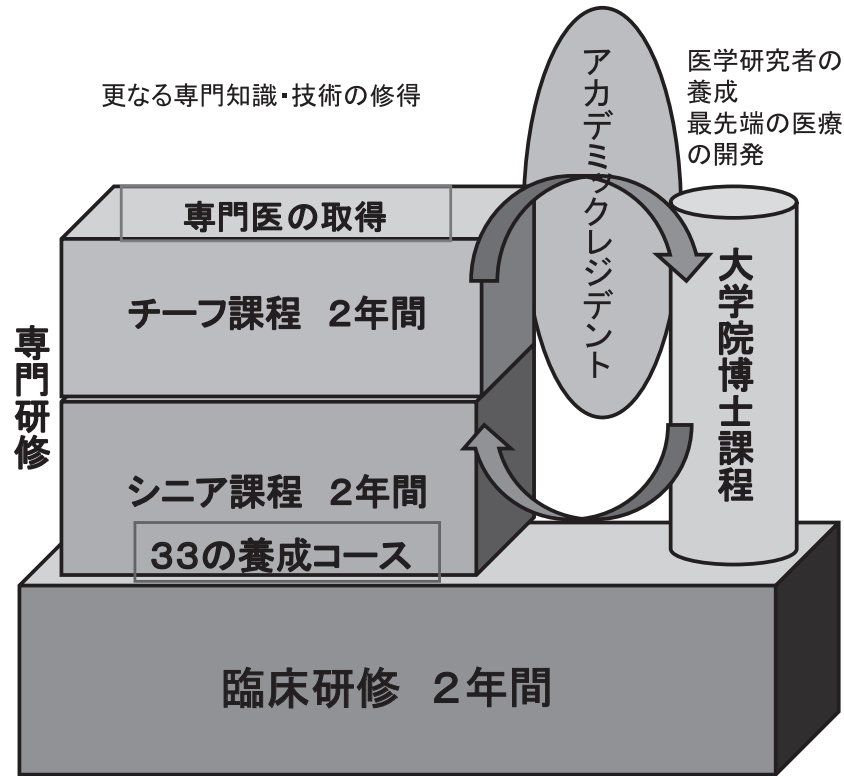 更なる専門知識・技術の修得
アカデミックレジデント
医学研究者の
養成
最先端の医療
の開発
専門医の取得
チーフ課程 2年間
専門研修
シニア課程 2年間
33の養成コース
大学院博士課程
臨床研修 2年間